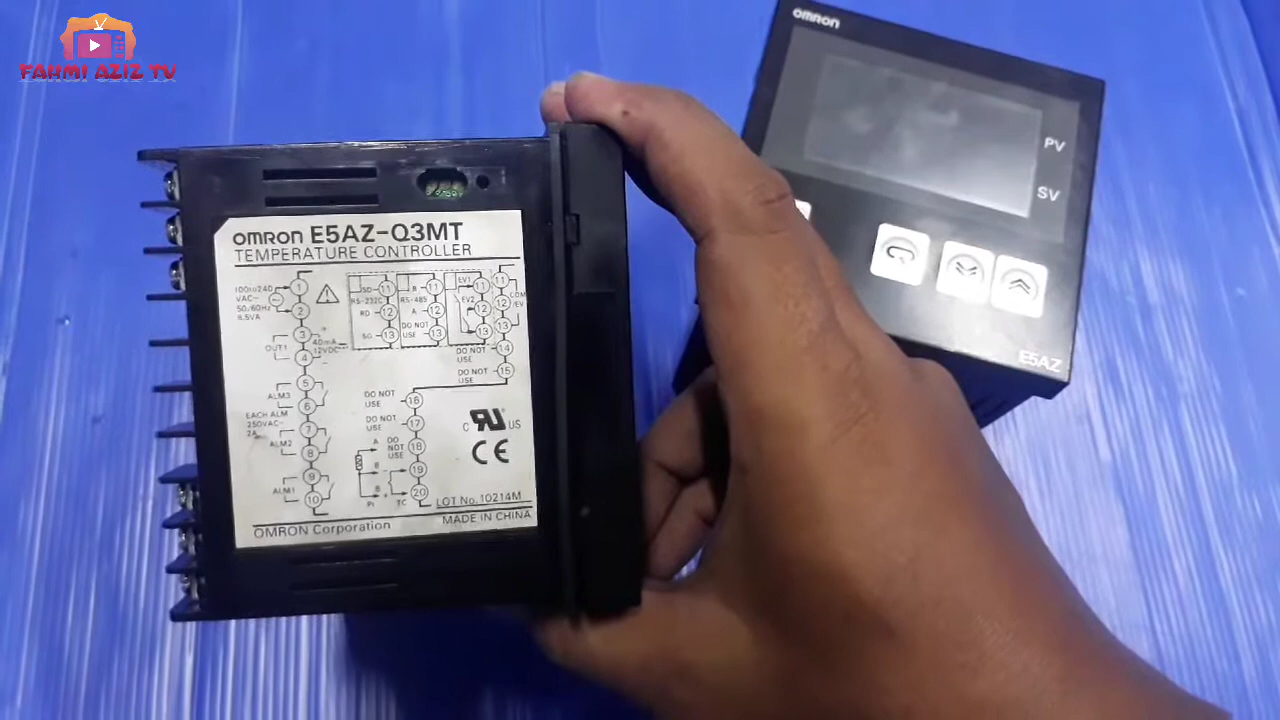 FAHMI AZIZ TV
OMRON
PV
SV
E5AZ
OMRON E5AZ-Q3MT
TEMPERATURE CONTROLLER
100 to 240
VAC~
50/60Hz
8.5VA
1
2
3
4
OUT1
+
40mA
12VDC
-
5
6
ALM3
EACH ALM
250VAC~
2A
7
8
ALM2
9
10
ALM1
SD 11
RS-232C
RD 12
SG 13
B 11
RS-485
A 12
DO NOT
USE 13
EV1 11
EV2 12
13
11
12
13
COM
/EV
DO NOT
USE 14
DO NOT
USE 15
DO NOT
USE 16
DO NOT
USE 17
DO
NOT
USE 18
19
20
A
B
B
-
+
Pt
TC
C US
CE
LOT No. 10214M
OMRON Corporation
MADE IN CHINA